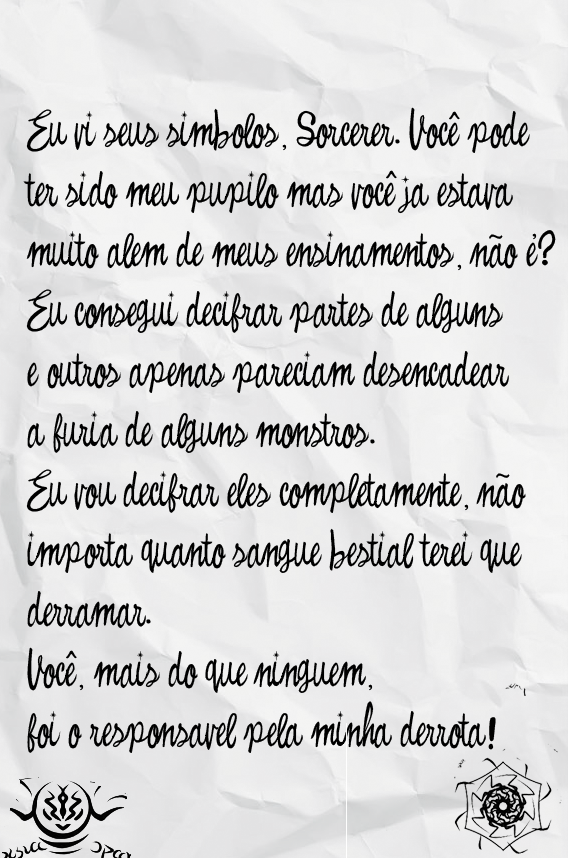 Eu vi seus simbolos, Sorcerer. Você pode
ter sido meu pupilo mas você ja estava
muito alem de meus ensinamentos, não é?
Eu consegui decifrar partes de alguns
e outros apenas pareciam desencadear
a furia de alguns monstros.
Eu vou decifrar eles completamente, não
importa quanto sangue bestial terei que
derramar.
Você, mais do que ninguem,
foi o responsavel pela minha derrota!